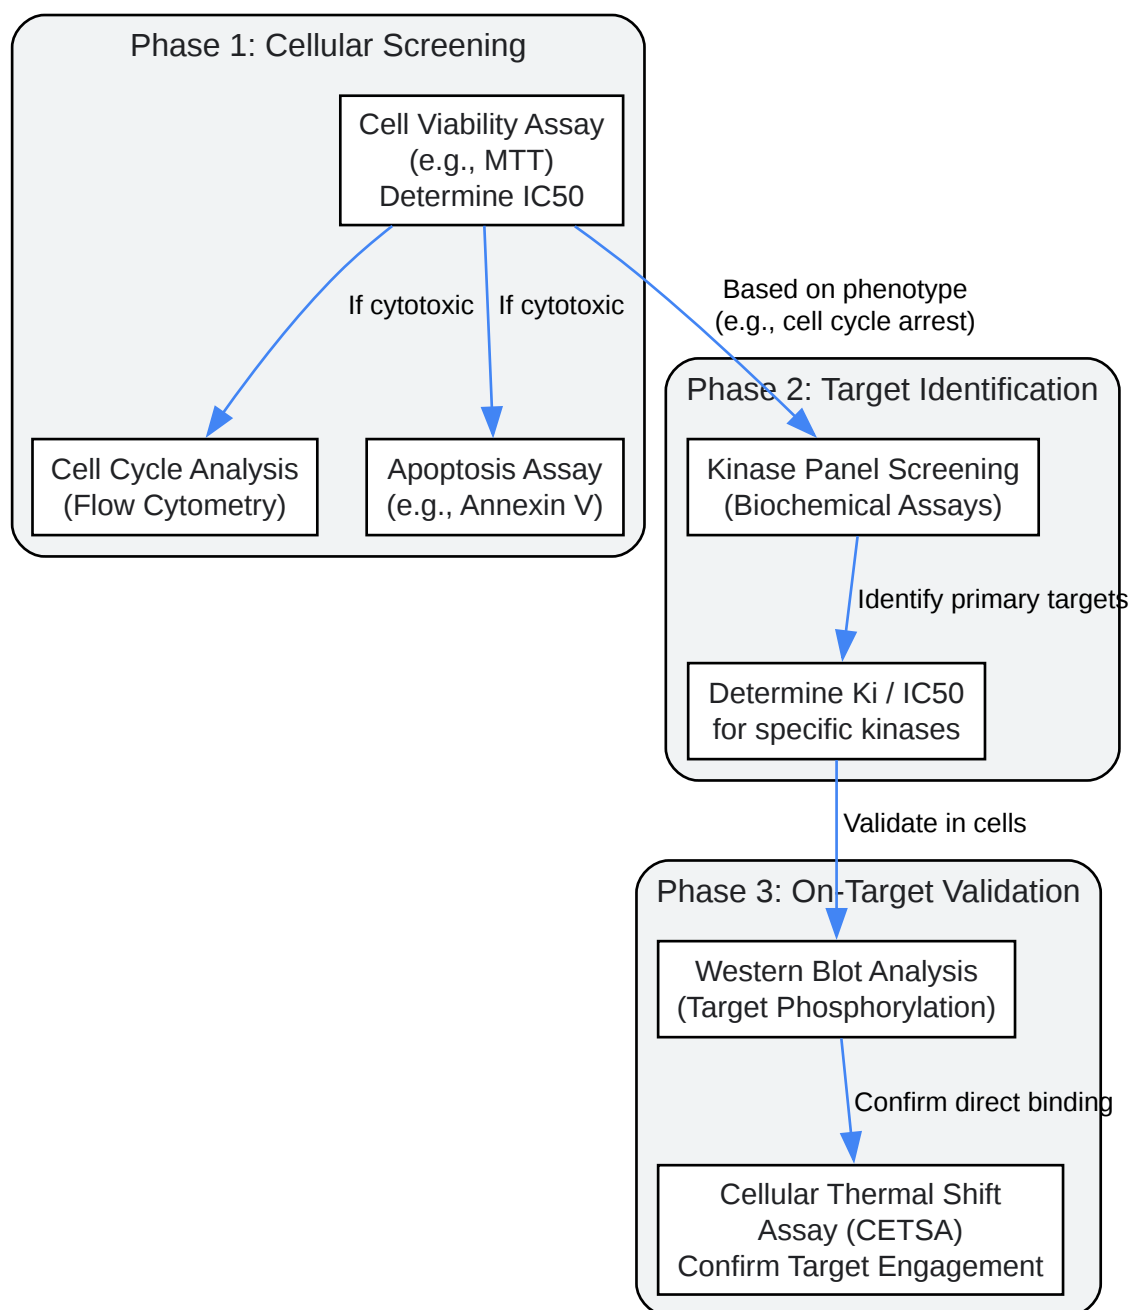 Phase 1: Cellular Screening
Cell Viability Assay
(e.g., MTT)
Determine IC50
If cytotoxic
If cytotoxic
Based on phenotype
(e.g., cell cycle arrest)
Cell Cycle Analysis
(Flow Cytometry)
Apoptosis Assay
(e.g., Annexin V)
Phase 2: Target Identification
Kinase Panel Screening
(Biochemical Assays)
Identify primary targets
Determine Ki / IC50
for specific kinases
Validate in cells
Phase 3: On-Target Validation
Western Blot Analysis
(Target Phosphorylation)
Confirm direct binding
Cellular Thermal Shift
Assay (CETSA)
Confirm Target Engagement